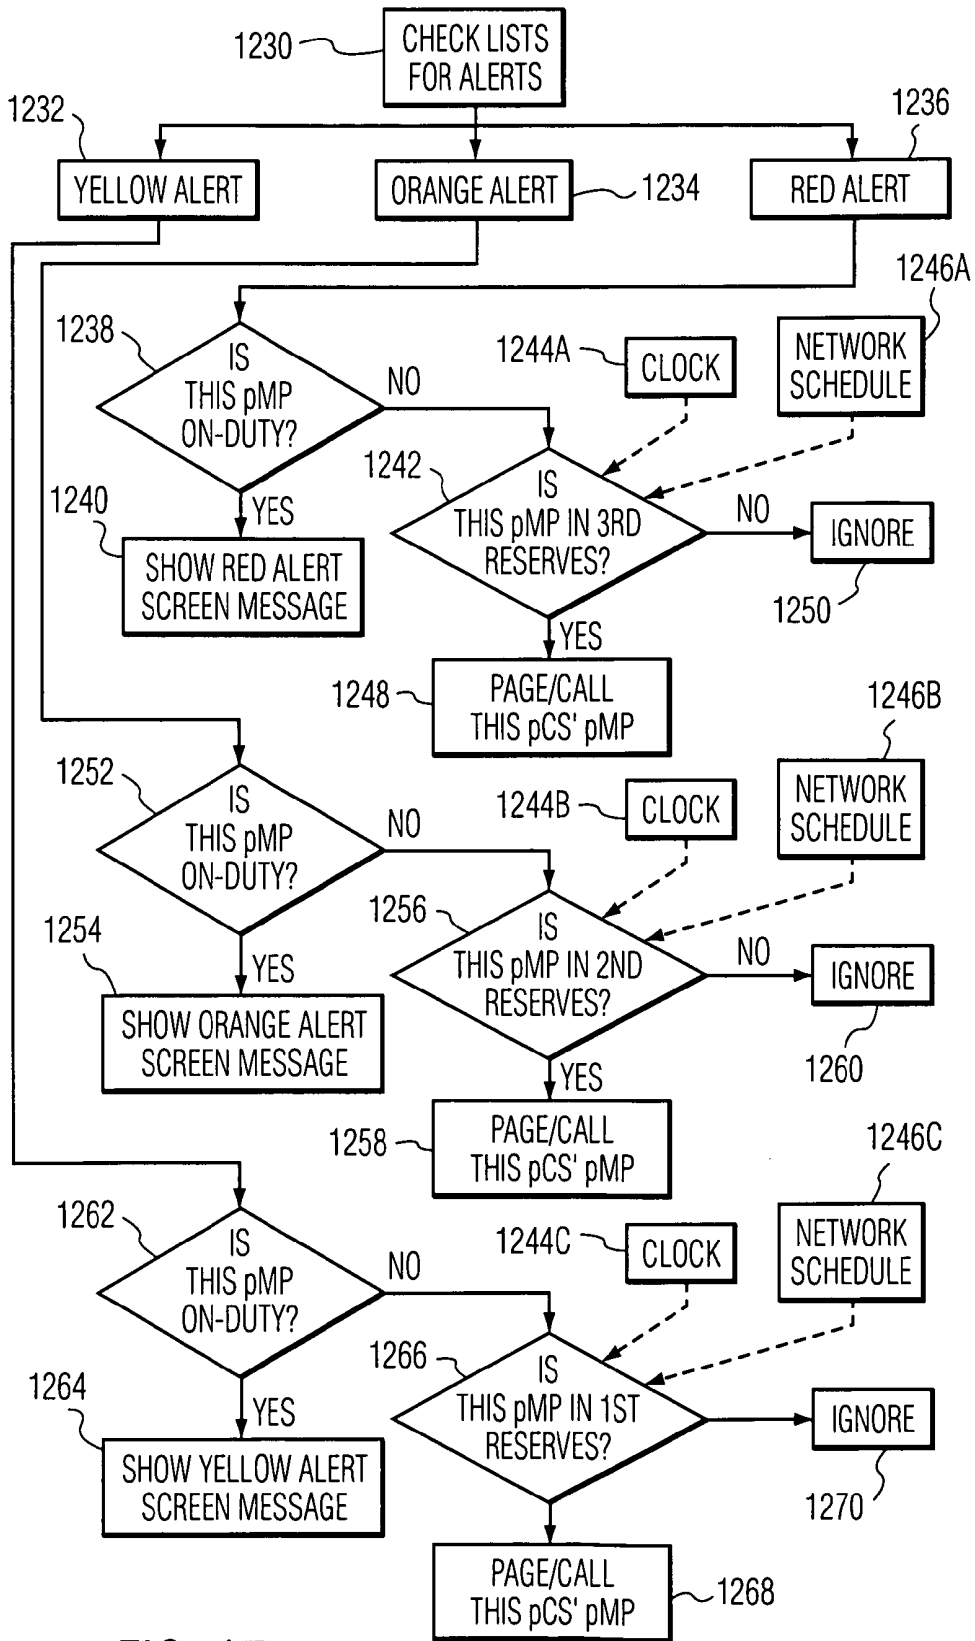 1230
CHECK LISTS
FOR ALERTS
1232
YELLOW ALERT
ORANGE ALERT
1234
1236
RED ALERT
1238
IS
THIS pMP
ON-DUTY?
NO
YES
1240
SHOW RED ALERT
SCREEN MESSAGE
1244A
CLOCK
1246A
NETWORK
SCHEDULE
1242
IS
THIS pMP IN 3RD
RESERVES?
NO
IGNORE
1250
YES
1248
PAGE/CALL
THIS pCS' pMP
1252
IS
THIS pMP
ON-DUTY?
NO
YES
1254
SHOW ORANGE ALERT
SCREEN MESSAGE
1244B
CLOCK
1246B
NETWORK
SCHEDULE
1256
IS
THIS pMP IN 2ND
RESERVES?
NO
IGNORE
1260
YES
1258
PAGE/CALL
THIS pCS' pMP
1262
IS
THIS pMP
ON-DUTY?
NO
YES
1264
SHOW YELLOW ALERT
SCREEN MESSAGE
1244C
CLOCK
1246C
NETWORK
SCHEDULE
1266
IS
THIS pMP IN 1ST
RESERVES?
IGNORE
1270
PAGE/CALL
THIS pCS' pMP
1268